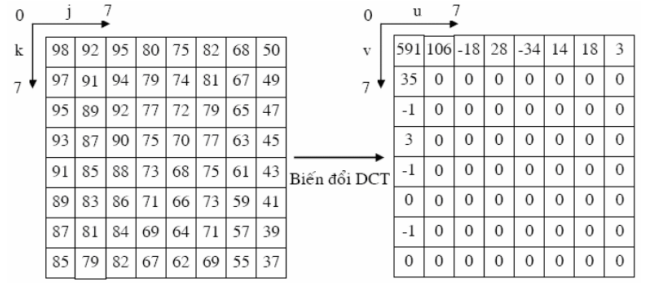 0 j 7
k
7
98 92 95 80 75 82 68 50
97 91 94 79 74 81 67 49
95 89 92 77 72 79 65 47
93 87 90 75 70 77 63 45
91 85 88 73 68 75 61 43
89 83 86 71 66 73 59 41
87 81 84 69 64 71 57 39
85 79 82 67 62 69 55 37
Biến đổi DCT
0 u 7
v
7
591 106 -18 28 -34 14 18 3
35 0 0 0 0 0 0 0
-1 0 0 0 0 0 0 0
3 0 0 0 0 0 0 0
-1 0 0 0 0 0 0 0
0 0 0 0 0 0 0 0
-1 0 0 0 0 0 0 0
0 0 0 0 0 0 0 0